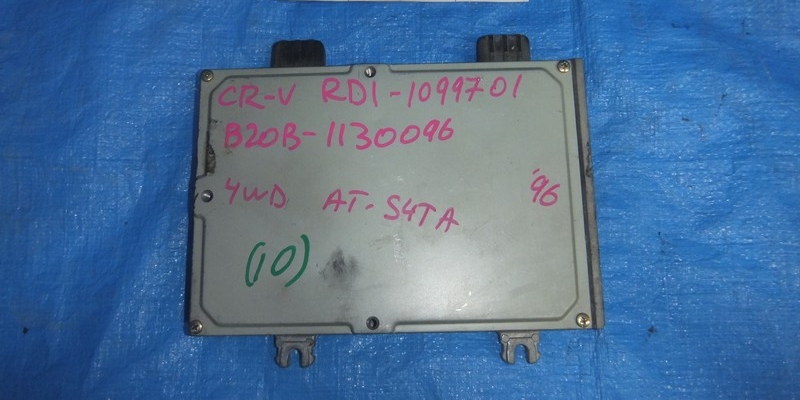 CR-V RD1-1099701
B20B-1130096
4WD AT-S4TA '96
(10)